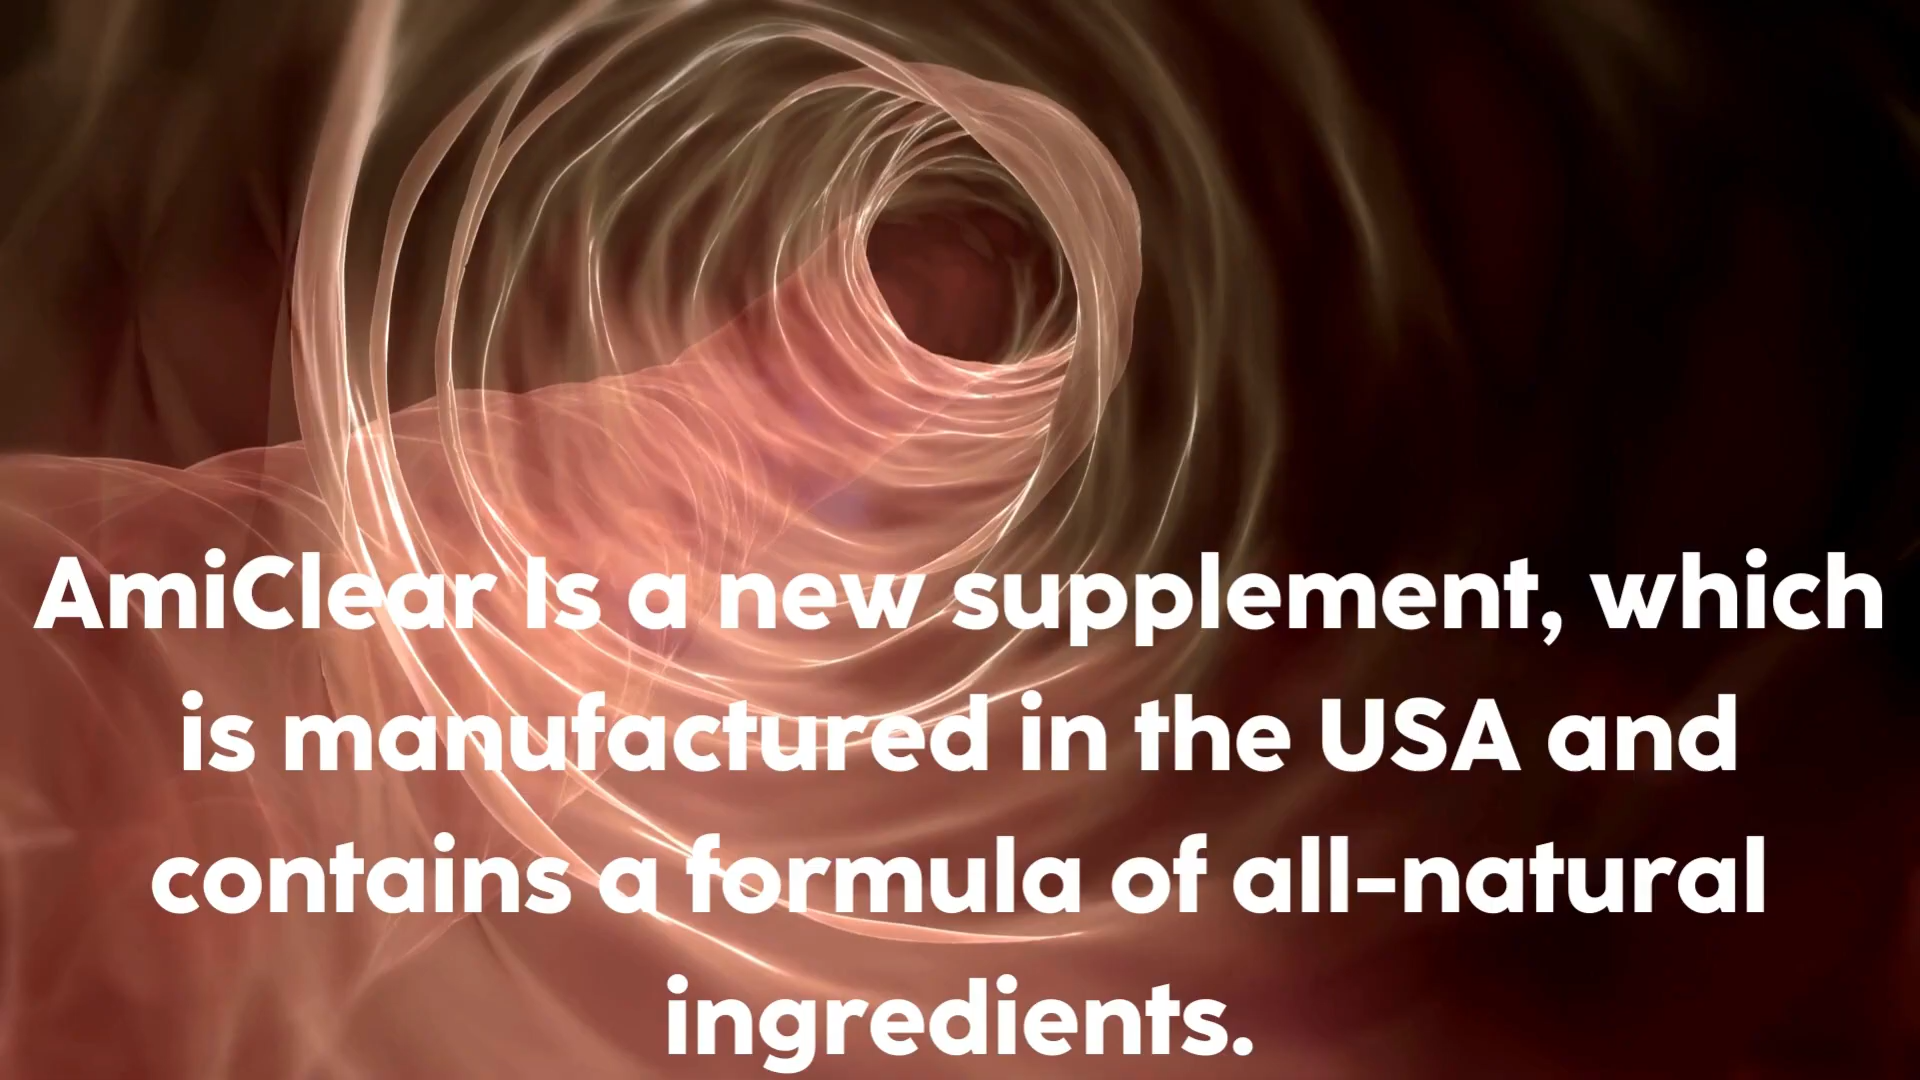 AmiClear Is a new supplement, which
is manufactured in the USA and
contains a formula of all-natural
ingredients.